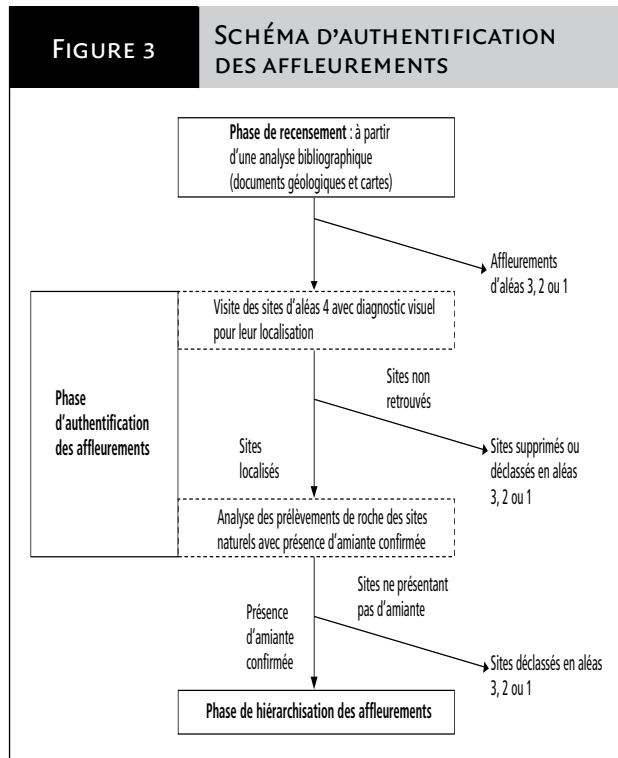 FIGURE 3
SCHÉMA D'AUTHENTIFICATION
DES AFFLEUREMENTS
Phase de recensement : à partir
d'une analyse bibliographique
(documents géologiques et cartes)
Affleurements
d'aléas 3, 2 ou 1
Visite des sites d'aléas 4 avec diagnostic visuel
pour leur localisation
Phase
d'authentification
des affleurements
Sites non
retrouvés
Sites
localisés
Sites supprimés ou
déclassés en aléas
3, 2 ou 1
Analyse des prélèvements de roche des sites
naturels avec présence d'amiante confirmée
Sites ne présentant
pas d'amiante
Présence
d'amiante
confirmée
Sites déclassés en aléas
3, 2 ou 1
Phase de hiérarchisation des affleurements